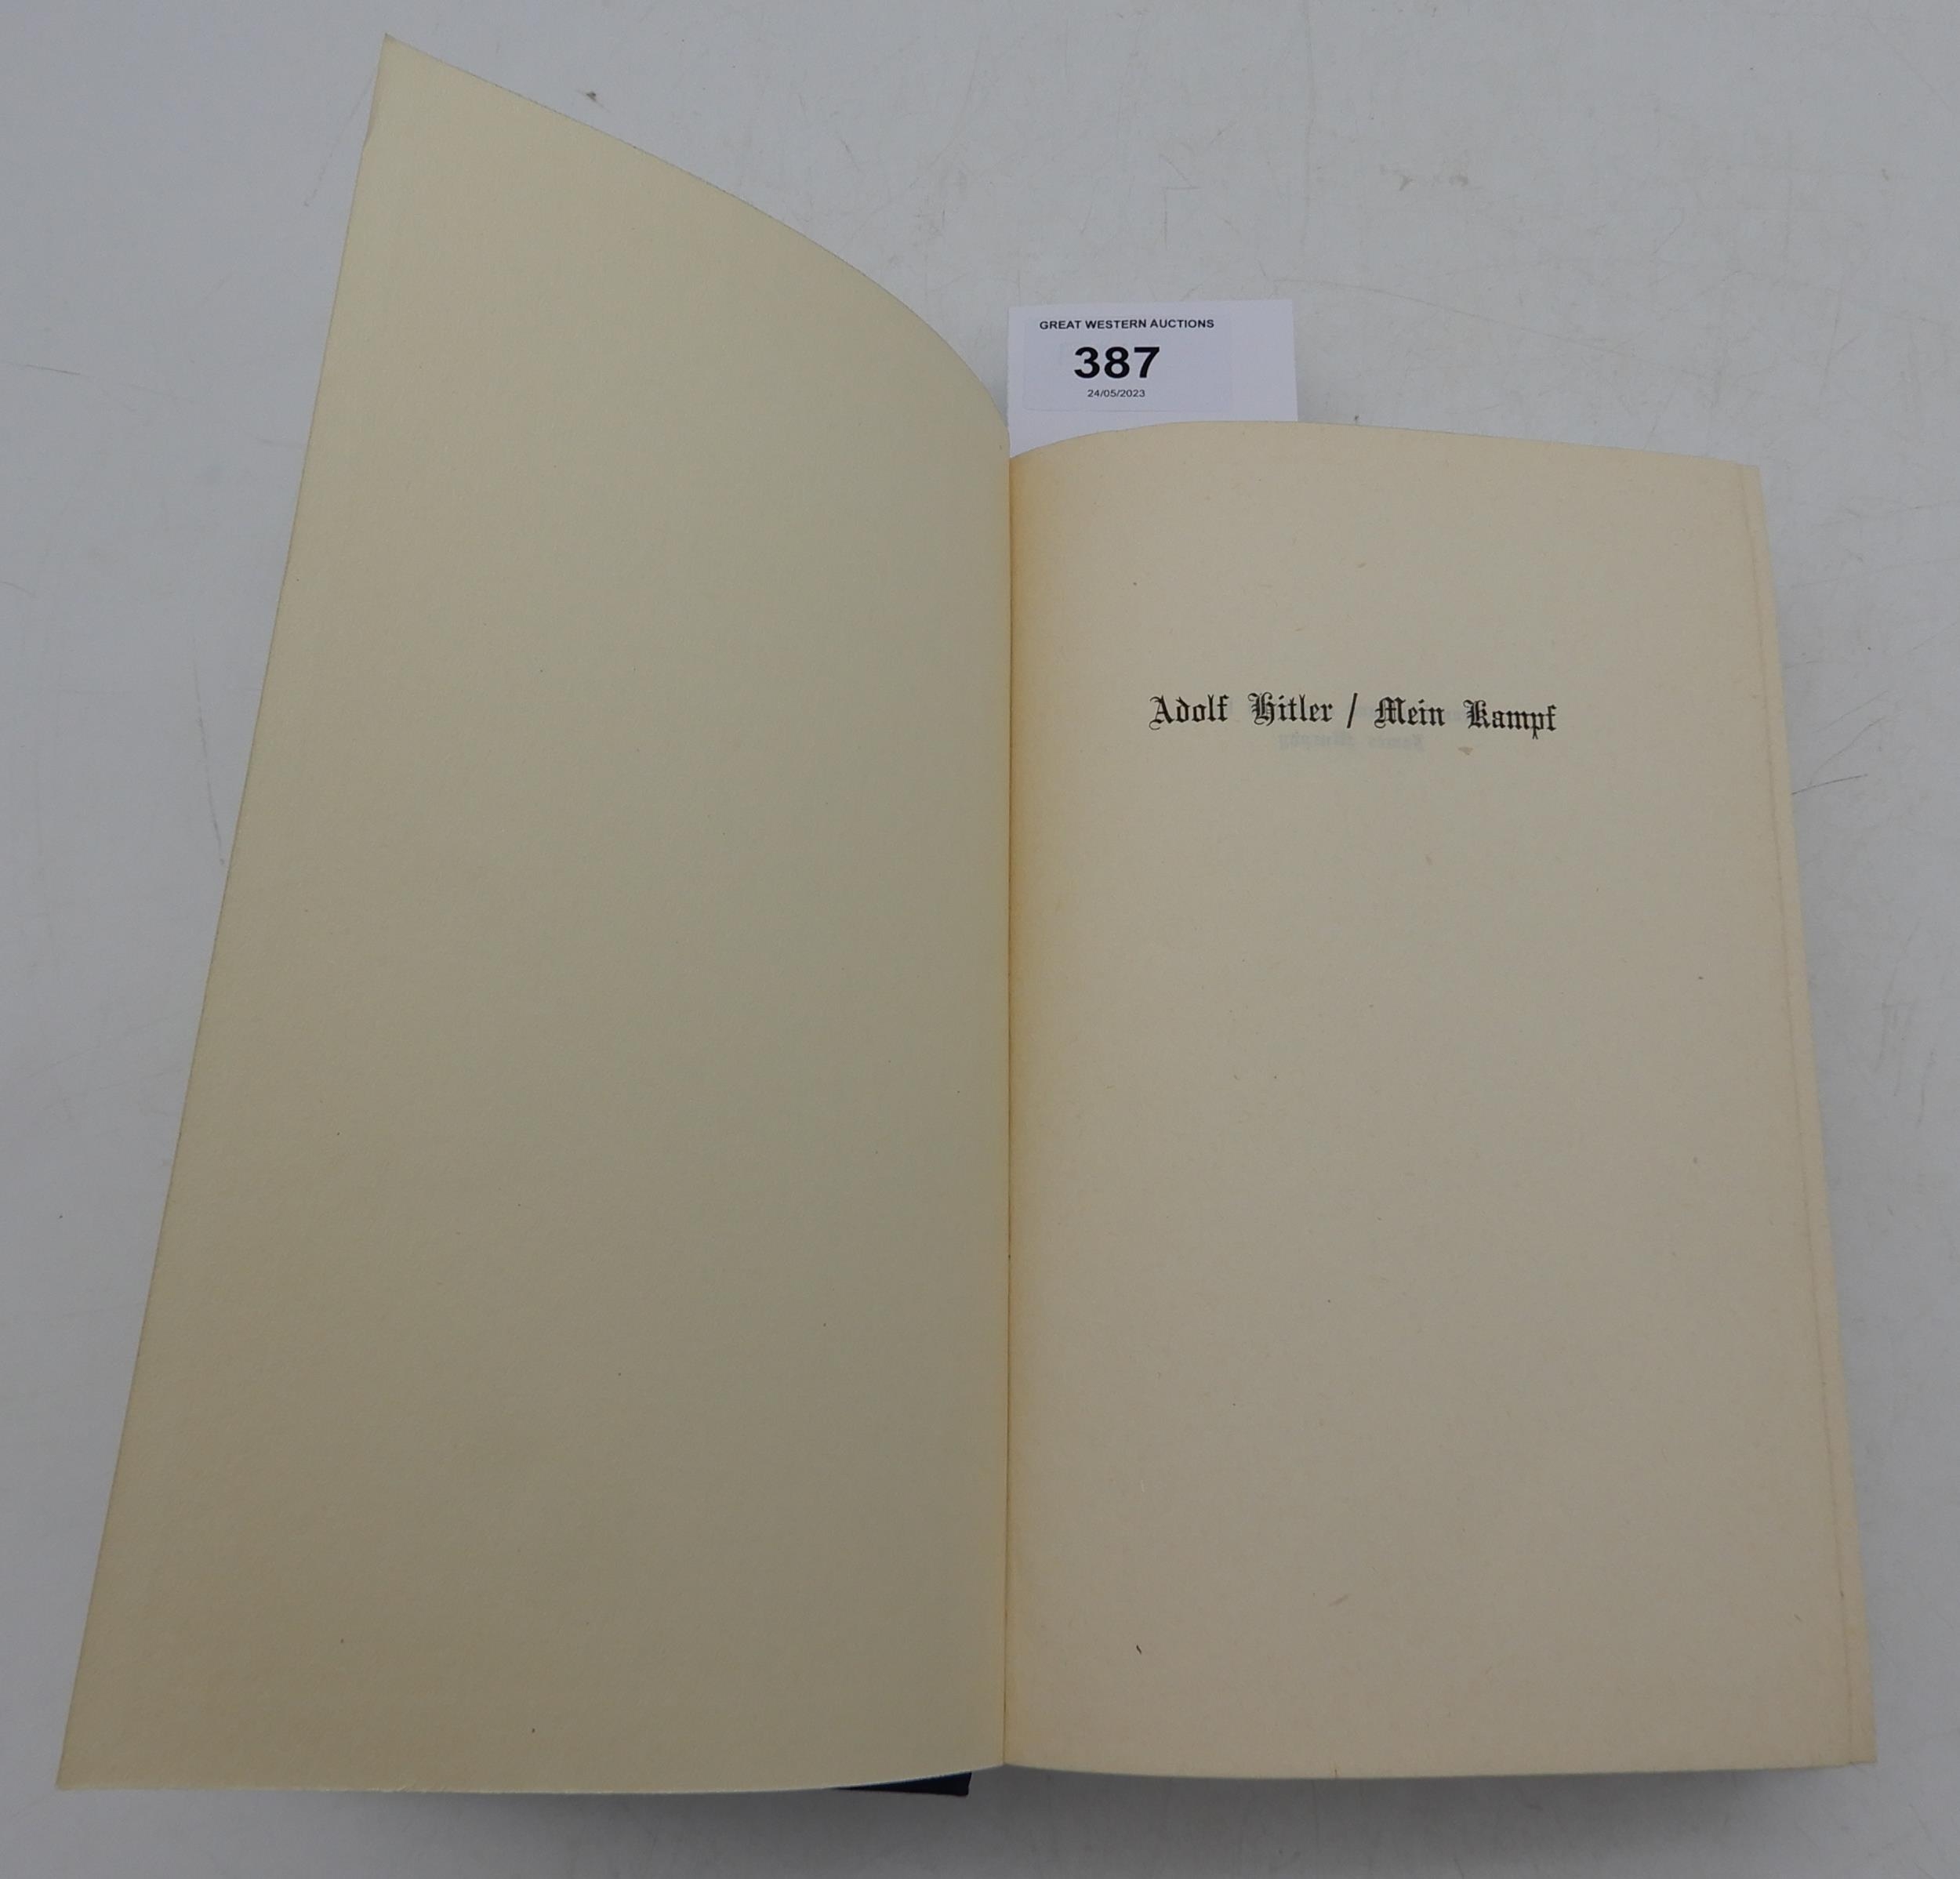 GREAT WESTERN AUCTIONS
387
24/05/2023
Adolf Hitler / Mein Kampf